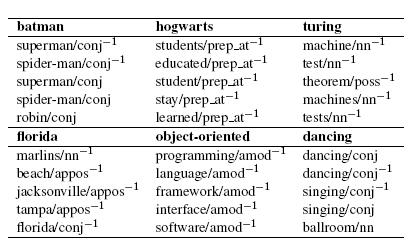 batman hogwarts turing
superman/conj⁻¹ students/prep_at⁻¹ machine/nn⁻¹
spider-man/conj⁻¹ educated/prep_at⁻¹ test/nn⁻¹
superman/conj student/prep_at⁻¹ theorem/poss⁻¹
spider-man/conj stay/prep_at⁻¹ machines/nn⁻¹
robin/conj learned/prep_at⁻¹ tests/nn⁻¹
florida object-oriented dancing
marlins/nn⁻¹ programming/amod⁻¹ dancing/conj
beach/appos⁻¹ language/amod⁻¹ dancing/conj⁻¹
jacksonville/appos⁻¹ framework/amod⁻¹ singing/conj⁻¹
tampa/appos⁻¹ interface/amod⁻¹ singing/conj
florida/conj⁻¹ software/amod⁻¹ ballroom/nn